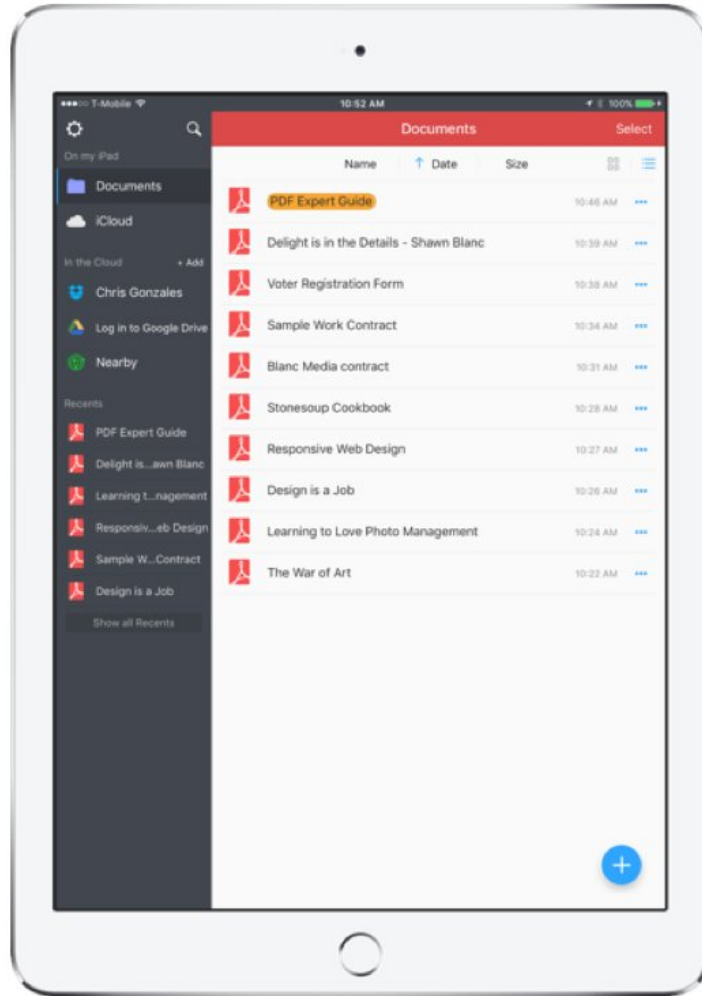 T-Mobile 10:52 AM 100%
Documents Select
On my iPad
Documents
iCloud
In the Cloud + Add
Chris Gonzales
Log in to Google Drive
Nearby
Recents
PDF Expert Guide
Delight is...awn Blanc
Learning t...nagement
Responsiv...eb Design
Sample W...Contract
Design is a Job
Show all Recents
Name Date Size
PDF Expert Guide 10:46 AM
Delight is in the Details - Shawn Blanc 10:39 AM
Voter Registration Form 10:38 AM
Sample Work Contract 10:34 AM
Blanc Media contract 10:31 AM
Stonesoup Cookbook 10:28 AM
Responsive Web Design 10:27 AM
Design is a Job 10:26 AM
Learning to Love Photo Management 10:24 AM
The War of Art 10:22 AM